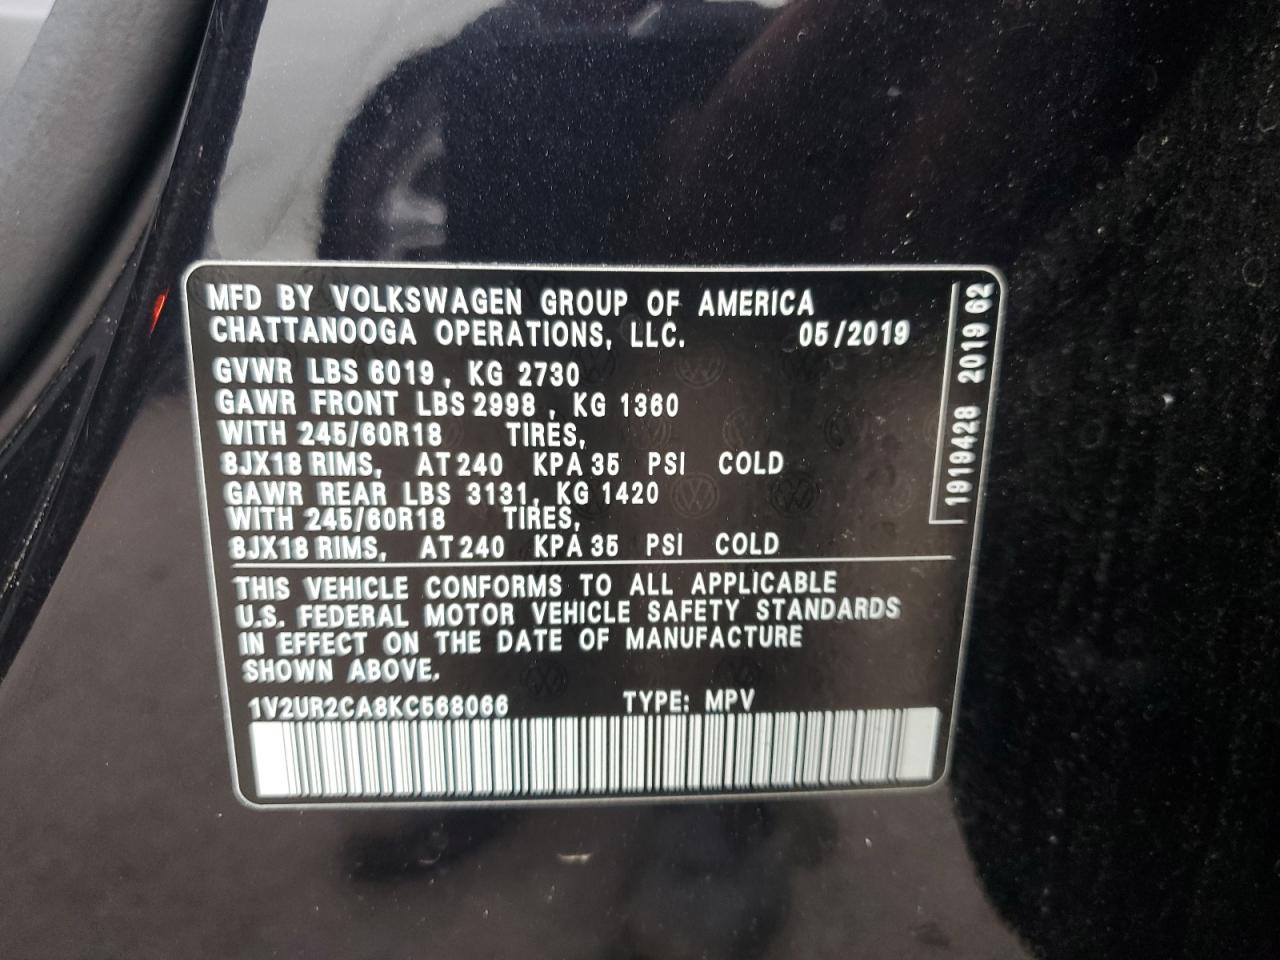 MFD BY VOLKSWAGEN GROUP OF AMERICA
CHATTANOOGA OPERATIONS, LLC. 05/2019
GVWR LBS 6019, KG 2730
GAWR FRONT LBS 2998, KG 1360
WITH 245/60R18 TIRES,
8JX18 RIMS, AT 240 KPA 35 PSI COLD
GAWR REAR LBS 3131, KG 1420
WITH 245/60R18 TIRES,
8JX18 RIMS, AT 240 KPA 35 PSI COLD
THIS VEHICLE CONFORMS TO ALL APPLICABLE
U.S. FEDERAL MOTOR VEHICLE SAFETY STANDARDS
IN EFFECT ON THE DATE OF MANUFACTURE
SHOWN ABOVE.
1V2UR2CA8KC568066 TYPE: MPV
1919428 2019 62